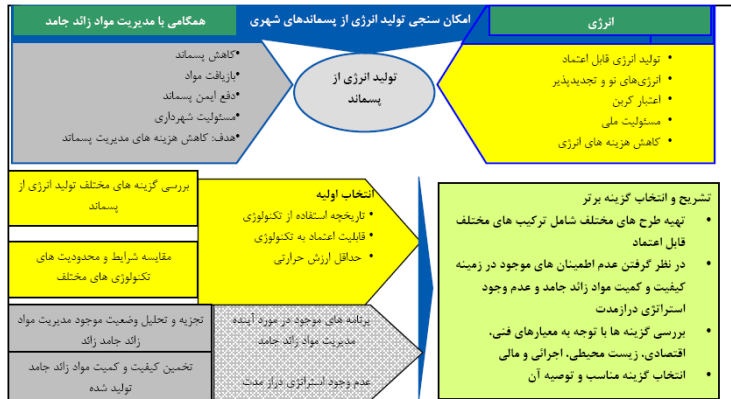 همگامی با مدیریت مواد زائد جامد
امکان سنجی تولید انرژی از پسماندهای شهری
انرژی
•کاهش پسماند
•بازیافت مواد
•دفع ایمن پسماند
•مسئولیت شهرداری
•هدف: کاهش هزینه های مدیریت پسماند
تولید انرژی از
پسماند
• تولید انرژی قابل اعتماد
• انرژی‌های نو و تجدیدپذیر
• اعتبار کربن
• مسئولیت ملی
• کاهش هزینه های انرژی
بررسی گزینه های مختلف تولید انرژی از
پسماند
مقایسه شرایط و محدودیت های
تکنولوژی های مختلف
انتخاب اولیه
• تاریخچه استفاده از تکنولوژی
• قابلیت اعتماد به تکنولوژی
• حداقل ارزش حرارتی
تجزیه و تحلیل وضعیت موجود مدیریت مواد
زائد جامد زائد
تخمین کیفیت و کمیت مواد زائد جامد
تولید شده
برنامه های موجود در مورد آینده
مدیریت مواد زائد جامد
عدم وجود استراتژی دراز مدت
تشریح و انتخاب گزینه برتر
• تهیه طرح های مختلف شامل ترکیب های مختلف
قابل اعتماد
• در نظر گرفتن عدم اطمینان های موجود در زمینه
کیفیت و کمیت مواد زائد جامد و عدم وجود
استراتژی درازمدت
• بررسی گزینه ها با توجه به معیارهای فنی،
اقتصادی، زیست محیطی، اجرائی و مالی
• انتخاب گزینه مناسب و توصیه آن